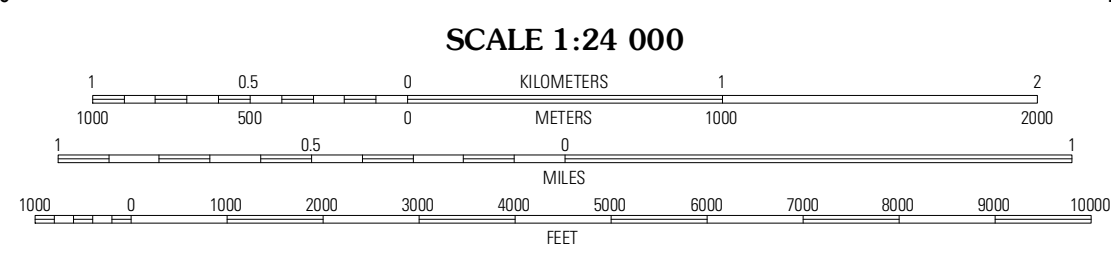 SCALE 1:24 000
1 0.5 0 KILOMETERS 1 2
1000 500 0 METERS 1000 2000
1 0.5 0 1
MILES
1000 0 1000 2000 3000 4000 5000 6000 7000 8000 9000 10000
FEET